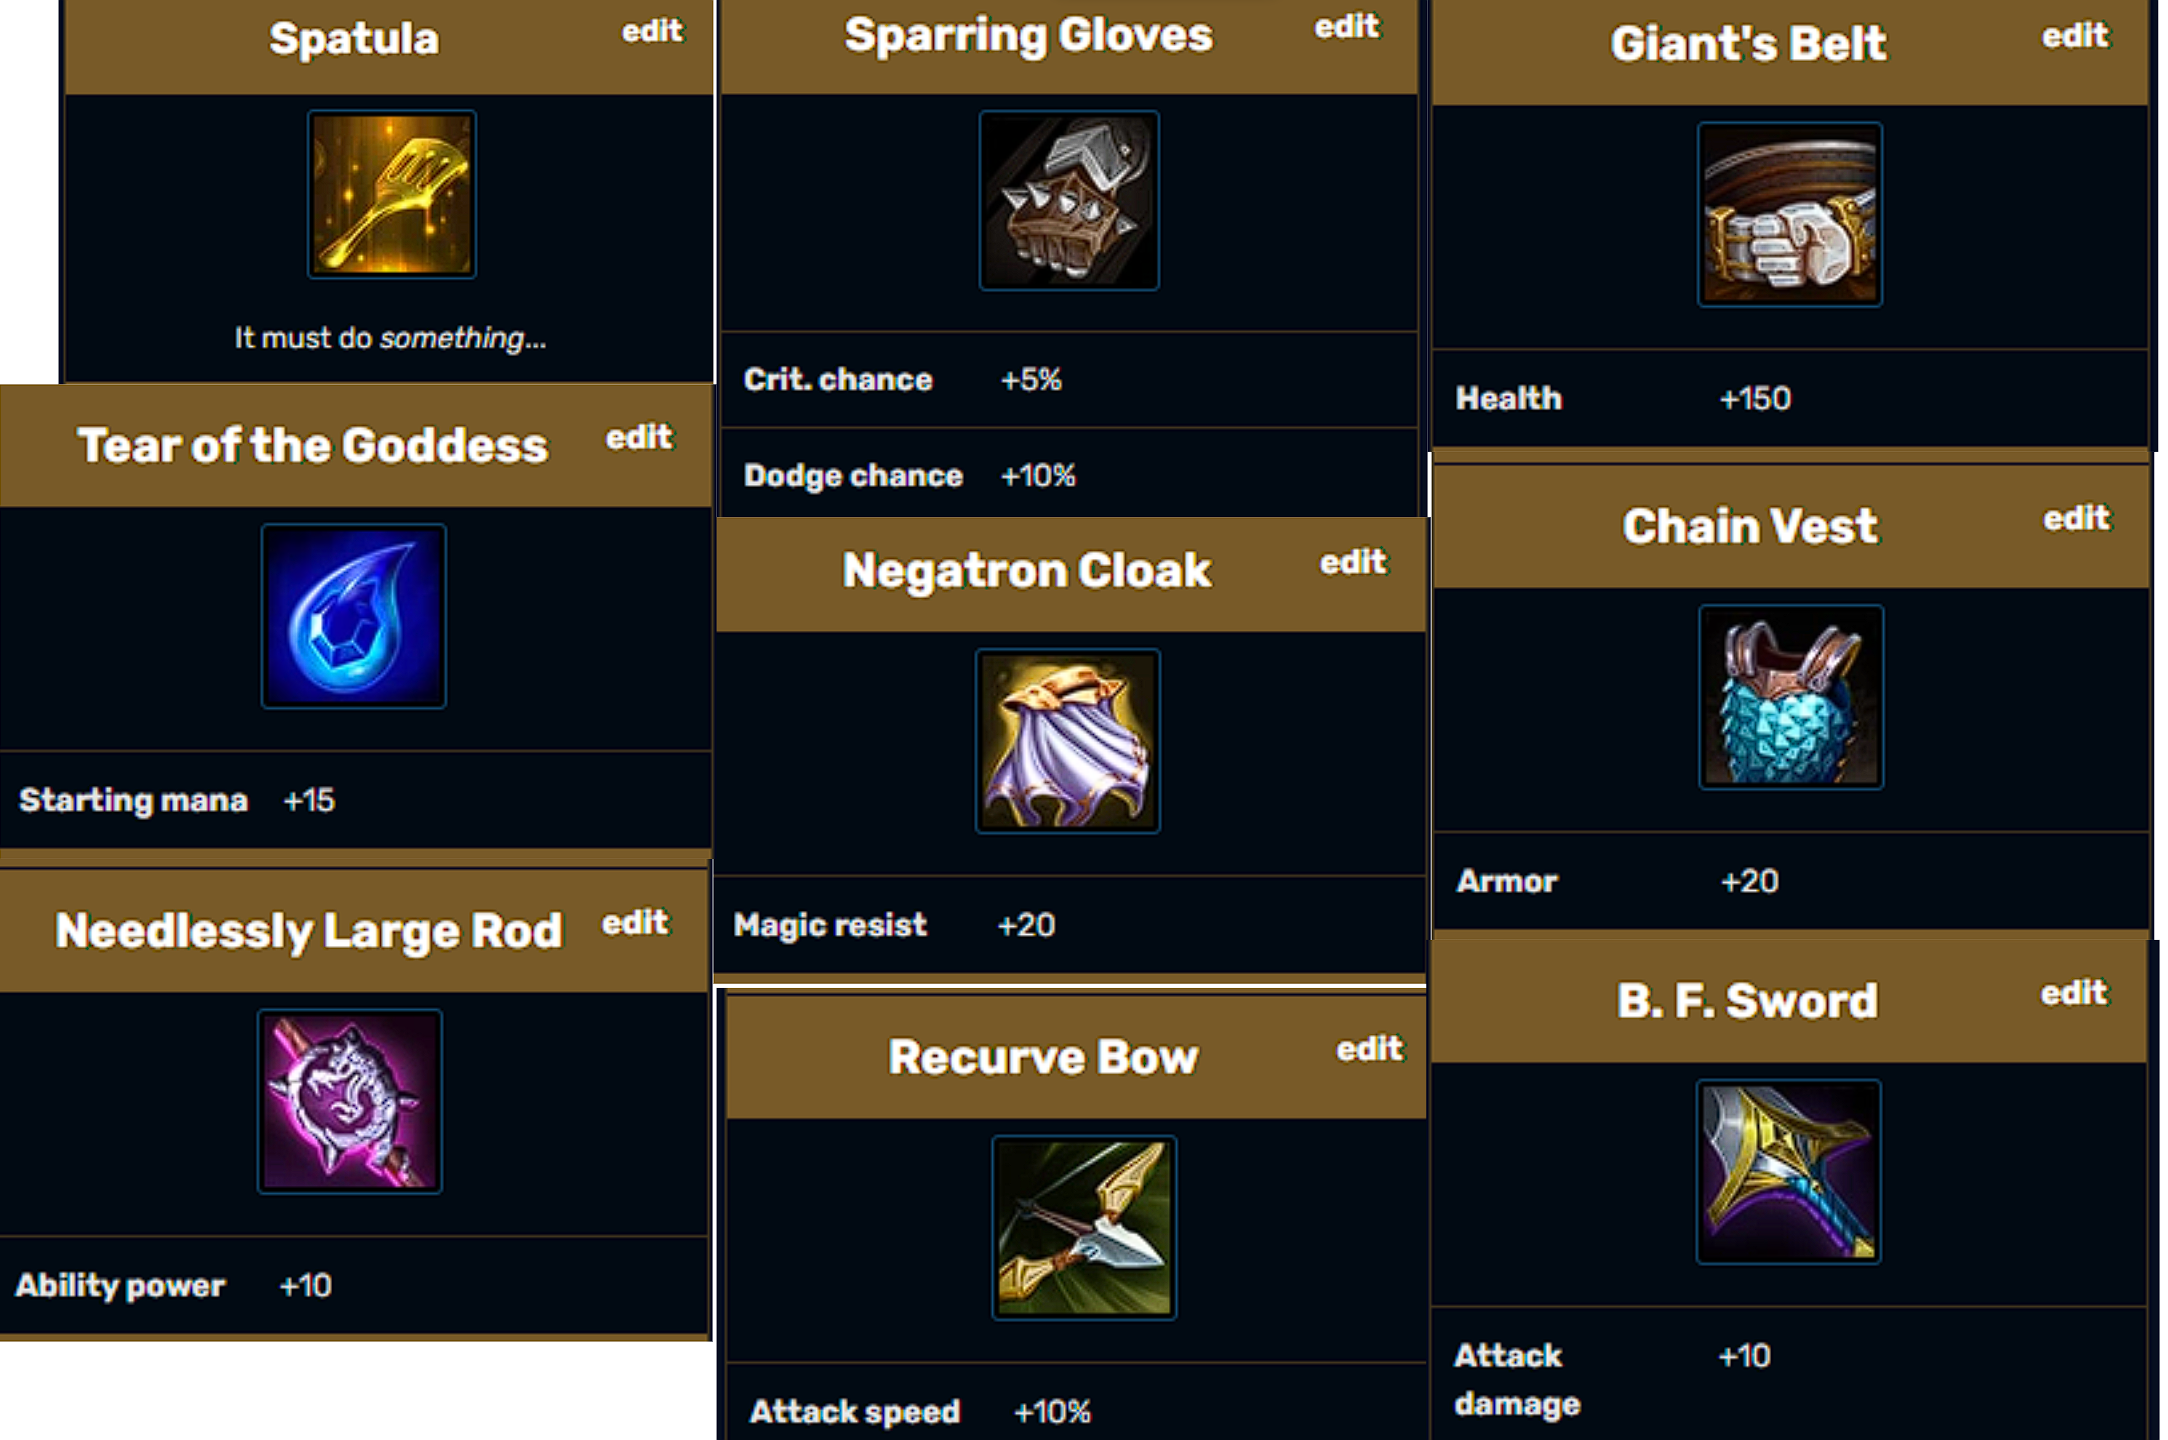 Spatula edit
It must do something...
Tear of the Goddess edit
Starting mana +15
Needlessly Large Rod edit
Ability power +10
Sparring Gloves edit
Crit. chance +5%
Dodge chance +10%
Negatron Cloak edit
Magic resist +20
Recurve Bow edit
Attack speed +10%
Giant's Belt edit
Health +150
Chain Vest edit
Armor +20
B. F. Sword edit
Attack +10
damage